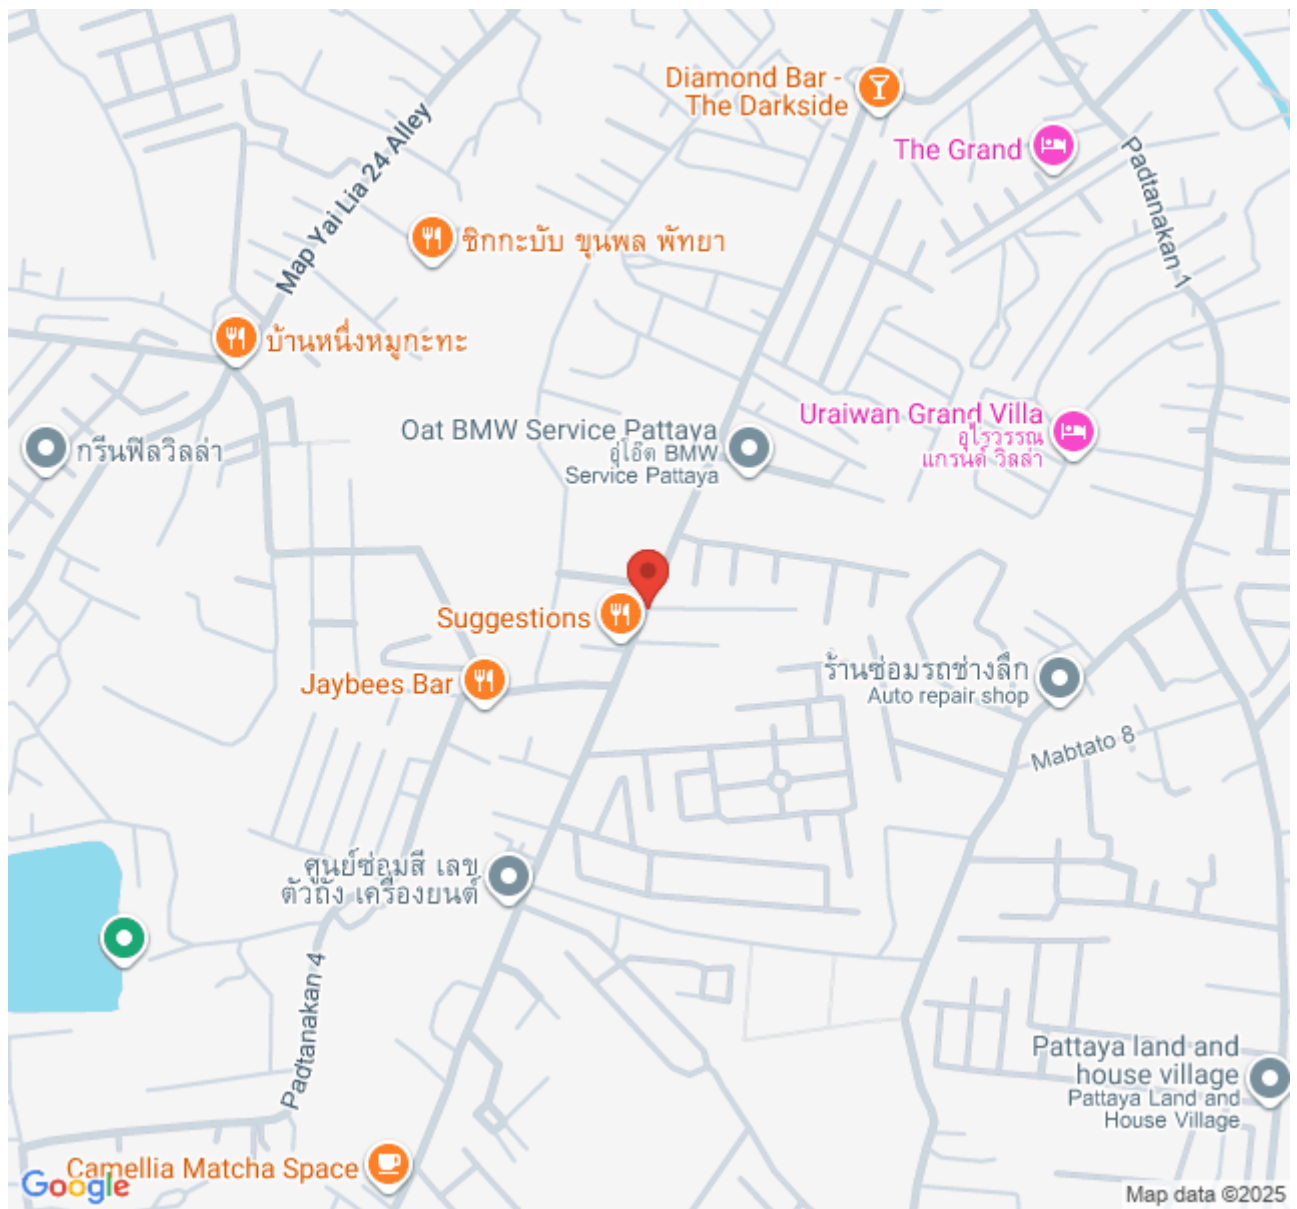 Diamond Bar -
The Darkside
The Grand
Map Yai Lia 24 Alley
Padtanakan 1
ชิกกะบับ ขุนพล พัทยา
บ้านหนึ่งหมูกะทะ
Uraiwan Grand Villa
อุไรวรรณ
แกรนด์ วิลล่า
Oat BMW Service Pattaya
อู่โอ๊ต BMW
Service Pattaya
กรีนฟิลวิลล่า
Suggestions
Jaybees Bar
ร้านซ่อมรถช่างลึก
Auto repair shop
Mabtato 8
ศูนย์ซ่อมสี เลข
ตัวถัง เครื่องยนต์
Padtanakan 4
Pattaya land and
house village
Pattaya Land and
House Village
Camellia Matcha Space
Google
Map data ©2025